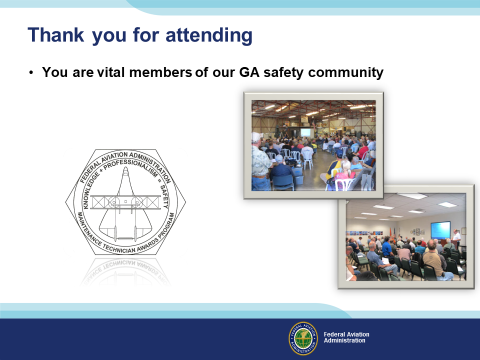 Thank you for attending
• You are vital members of our GA safety community
FEDERAL AVIATION ADMINISTRATION
KNOWLEDGE + PROFESSIONALISM = SAFETY
MAINTENANCE TECHNICIAN AWARDS PROGRAM
Federal Aviation
Administration